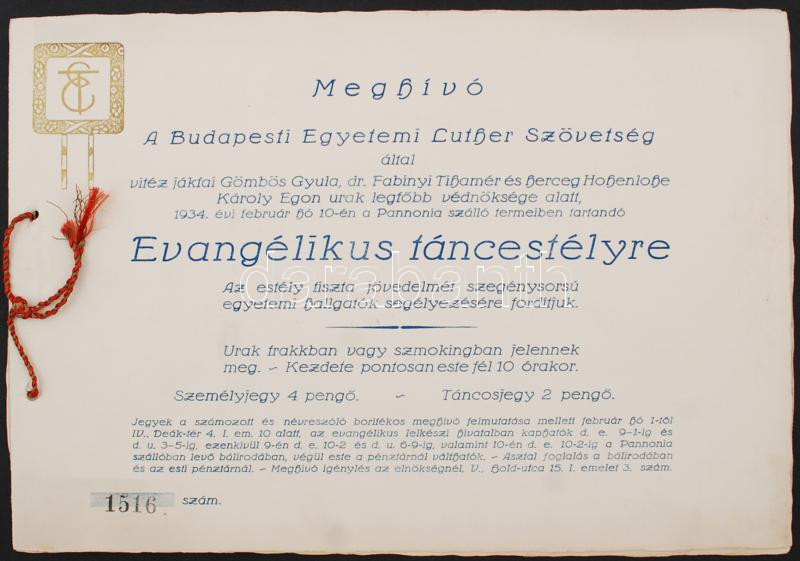 Meghívó
A Budapesti Egyetemi Luther Szövetség
által
vitéz jákfai Gömbös Gyula, dr. Fabinyi Tihamér és herceg Hohenlohe
Károly Egon urak legfőbb védnöksége alatt,
1934. évi február hó 10-én a Pannonia szálló termeiben tartandó
Evangélikus táncestélyre
Az estély tiszta jövedelmét szegénysorsú
egyetemi hallgatók segélyezésére fordítjuk.
Urak frakkban vagy szmokingban jelennek
meg. - Kezdete pontosan este fél 10 órakor.
Személyjegy 4 pengő. - Táncosjegy 2 pengő.
Jegyek a számozott és névreszóló borítékos meghívó felmutatása mellett február hó 1-től
IV., Deák-tér 4. I. em. 10 alatt, az evangélikus lelkészi hivatalban kaphatók d. e. 9-1-ig és
d. u. 3-5-ig, ezenkívül 9-én d. e. 10-2 és d. u. 6-9-ig, valamint 10-én d. e. 10-2-ig a Pannonia
szállóban levő bálirodában, végül este a pénztárnál válthatók. - Asztal foglalás a bálirodában
és az esti pénztárnál. - Meghívó igénylés az elnökségnél, V., Hold-utca 15. I. emelet 3. szám.
1516 szám.
darabanth